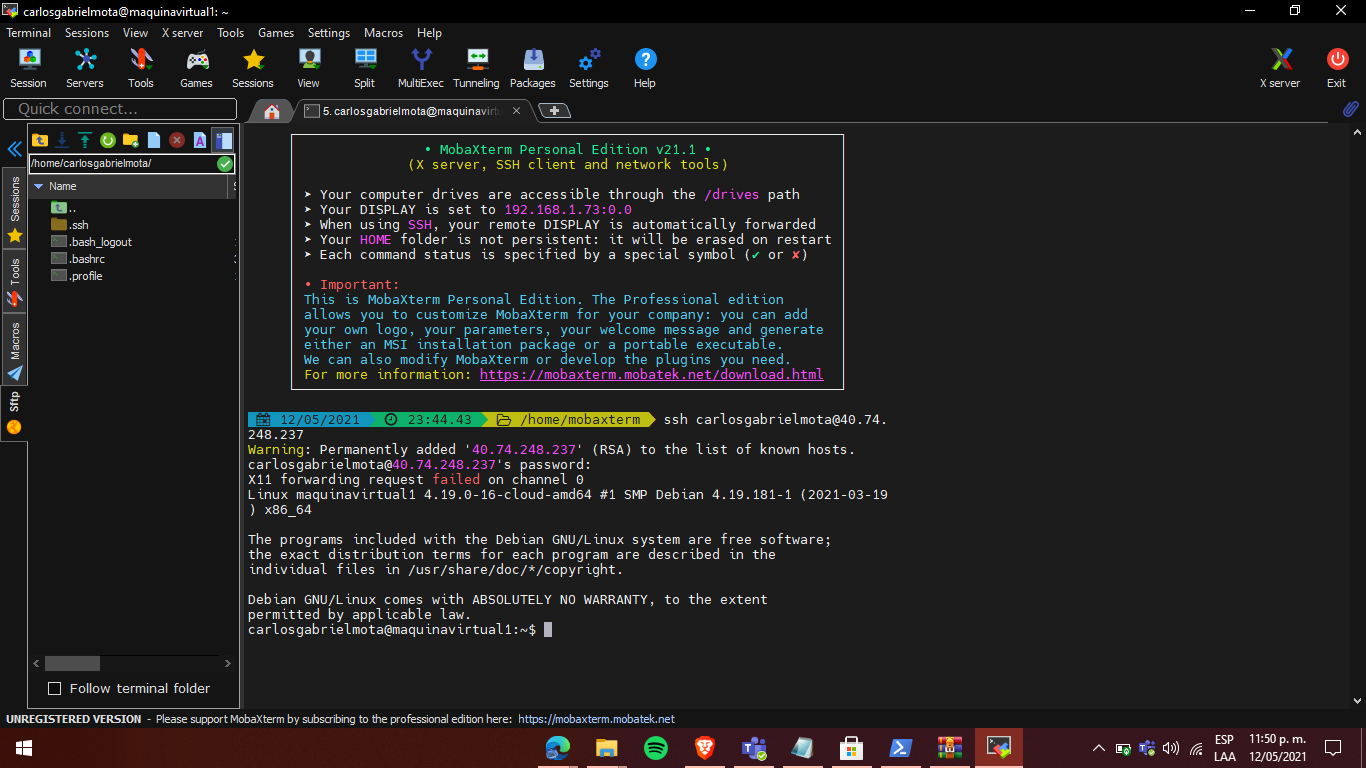 carlosgabrielmota@maquinavirtual1: ~
Terminal Sessions View X server Tools Games Settings Macros Help
Session Servers Tools Games Sessions View Split MultiExec Tunneling Packages Settings Help X server Exit
Quick connect...
5. carlosgabrielmota@maquinavirt
/home/carlosgabrielmota/
Name
..
.ssh
.bash_logout
.bashrc
.profile
Sessions
Tools
Macros
Sftp
Follow terminal folder
• MobaXterm Personal Edition v21.1 •
(X server, SSH client and network tools)
➤ Your computer drives are accessible through the /drives path
➤ Your DISPLAY is set to 192.168.1.73:0.0
➤ When using SSH, your remote DISPLAY is automatically forwarded
➤ Your HOME folder is not persistent: it will be erased on restart
➤ Each command status is specified by a special symbol (✔ or ✘)
• Important:
This is MobaXterm Personal Edition. The Professional edition
allows you to customize MobaXterm for your company: you can add
your own logo, your parameters, your welcome message and generate
either an MSI installation package or a portable executable.
We can also modify MobaXterm or develop the plugins you need.
For more information: https://mobaxterm.mobatek.net/download.html
12/05/2021 23:44.43 /home/mobaxterm ssh carlosgabrielmota@40.74.
248.237
Warning: Permanently added '40.74.248.237' (RSA) to the list of known hosts.
carlosgabrielmota@40.74.248.237's password:
X11 forwarding request failed on channel 0
Linux maquinavirtual1 4.19.0-16-cloud-amd64 #1 SMP Debian 4.19.181-1 (2021-03-19
) x86_64
The programs included with the Debian GNU/Linux system are free software;
the exact distribution terms for each program are described in the
individual files in /usr/share/doc/*/copyright.
Debian GNU/Linux comes with ABSOLUTELY NO WARRANTY, to the extent
permitted by applicable law.
carlosgabrielmota@maquinavirtual1:~$
UNREGISTERED VERSION - Please support MobaXterm by subscribing to the professional edition here: https://mobaxterm.mobatek.net
ESP
LAA
11:50 p. m.
12/05/2021